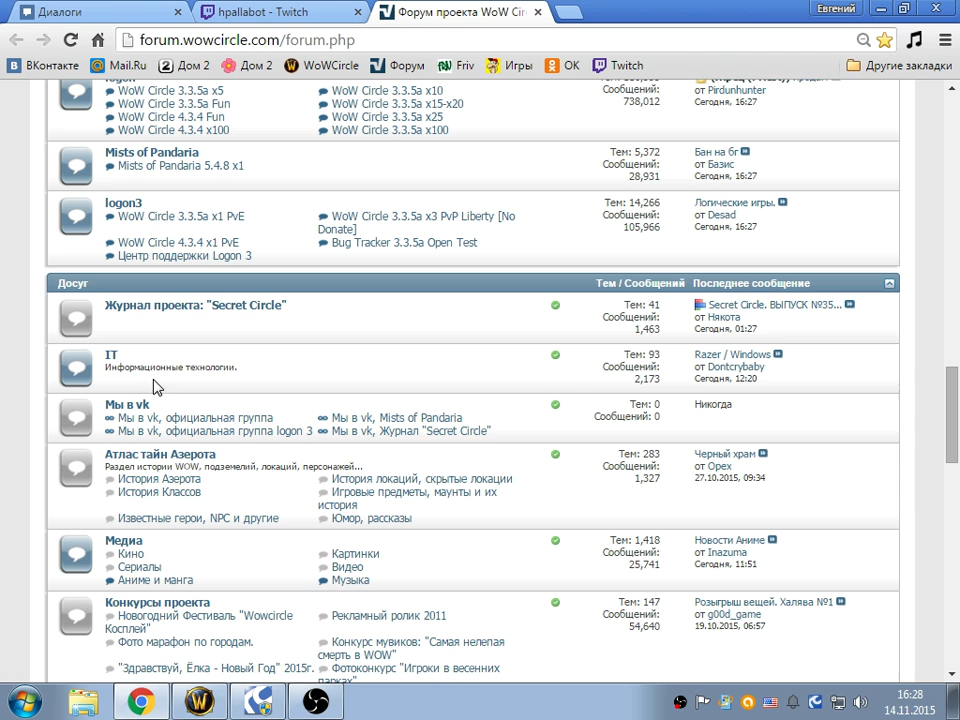 Диалоги
hpallabot - Twitch
Форум проекта WoW Cir
Евгений
forum.wowcircle.com/forum.php
ВКонтакте Mail.Ru Дом 2 Дом 2 WoWCircle Форум Friv Игры OK Twitch Другие закладки
WoW Circle 3.3.5a x5
WoW Circle 3.3.5a x10
WoW Circle 3.3.5a Fun
WoW Circle 3.3.5a x15-x20
WoW Circle 4.3.4 Fun
WoW Circle 3.3.5a x25
WoW Circle 4.3.4 x100
WoW Circle 3.3.5a x100
Сообщений:
738,012
от Pirdunhunter
Сегодня, 16:27
Mists of Pandaria
Mists of Pandaria 5.4.8 x1
Тем: 5,372
Сообщений:
28,931
Бан на бг
от Базис
Сегодня, 16:27
logon3
WoW Circle 3.3.5a x1 PvE
WoW Circle 3.3.5a x3 PvP Liberty [No
Donate]
WoW Circle 4.3.4 x1 PvE
Bug Tracker 3.3.5a Open Test
Центр поддержки Logon 3
Тем: 14,266
Сообщений:
105,966
Логические игры.
от Desad
Сегодня, 16:27
Досуг
Тем / Сообщений
Последнее сообщение
Журнал проекта: "Secret Circle"
Тем: 41
Сообщений:
1,463
Secret Circle. ВЫПУСК №35...
от Някота
Сегодня, 01:27
IT
Информационные технологии.
Тем: 93
Сообщений:
2,173
Razer / Windows
от Dontcrybaby
Сегодня, 12:20
Мы в vk
Мы в vk, официальная группа
Мы в vk, Mists of Pandaria
Мы в vk, официальная группа logon 3
Мы в vk, Журнал "Secret Circle"
Тем: 0
Сообщений: 0
Никогда
Атлас тайн Азерота
Раздел истории WOW, подземелий, локаций, персонажей...
История Азерота
История локаций, скрытые локации
История Классов
Игровые предметы, маунты и их
история
Известные герои, NPC и другие
Юмор, рассказы
Тем: 283
Сообщений:
1,327
Черный храм
от Орех
27.10.2015, 09:34
Медиа
Кино
Картинки
Сериалы
Видео
Аниме и манга
Музыка
Тем: 1,418
Сообщений:
25,741
Новости Аниме
от Inazuma
Сегодня, 11:51
Конкурсы проекта
Новогодний Фестиваль "Wowcircle
Косплей"
Рекламный ролик 2011
Фото марафон по городам.
Конкурс мувиков: "Самая нелепая
смерть в WOW"
"Здравствуй, Ёлка - Новый Год" 2015г.
Фотоконкурс "Игроки в весенних
парках"
Тем: 147
Сообщений:
54,640
Розыгрыш вещей. Халява №1
от g00d_game
19.10.2015, 06:57
16:28
14.11.2015